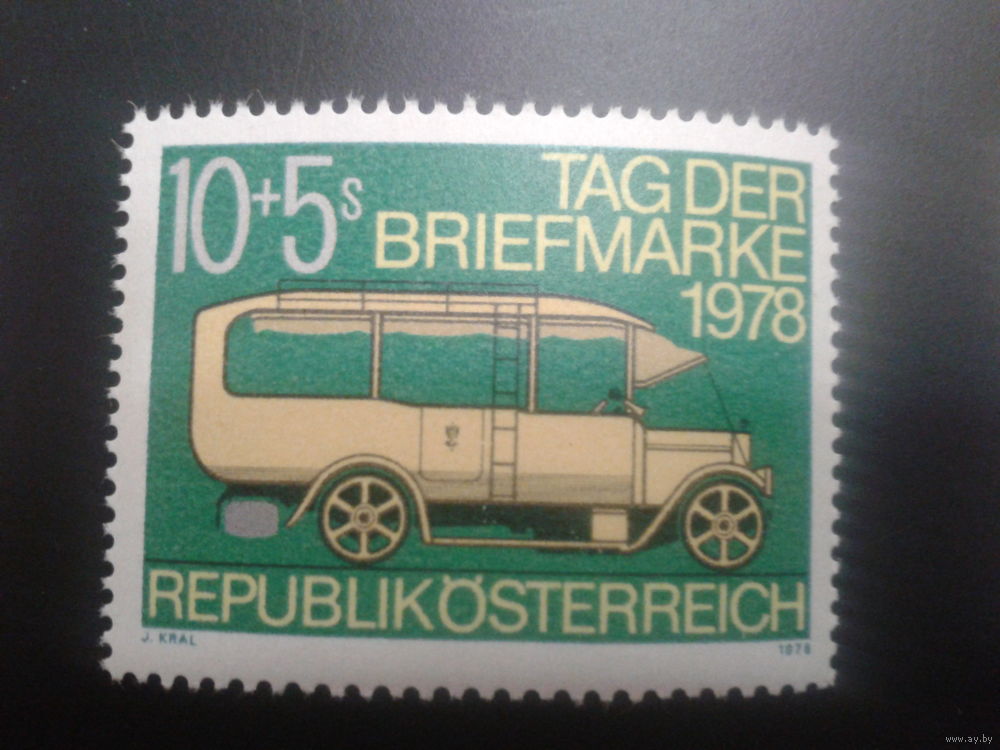 10+5s
TAG DER
BRIEFMARKE
1978
REPUBLIK ÖSTERREICH
J. KRAL
1978
www.ay.by